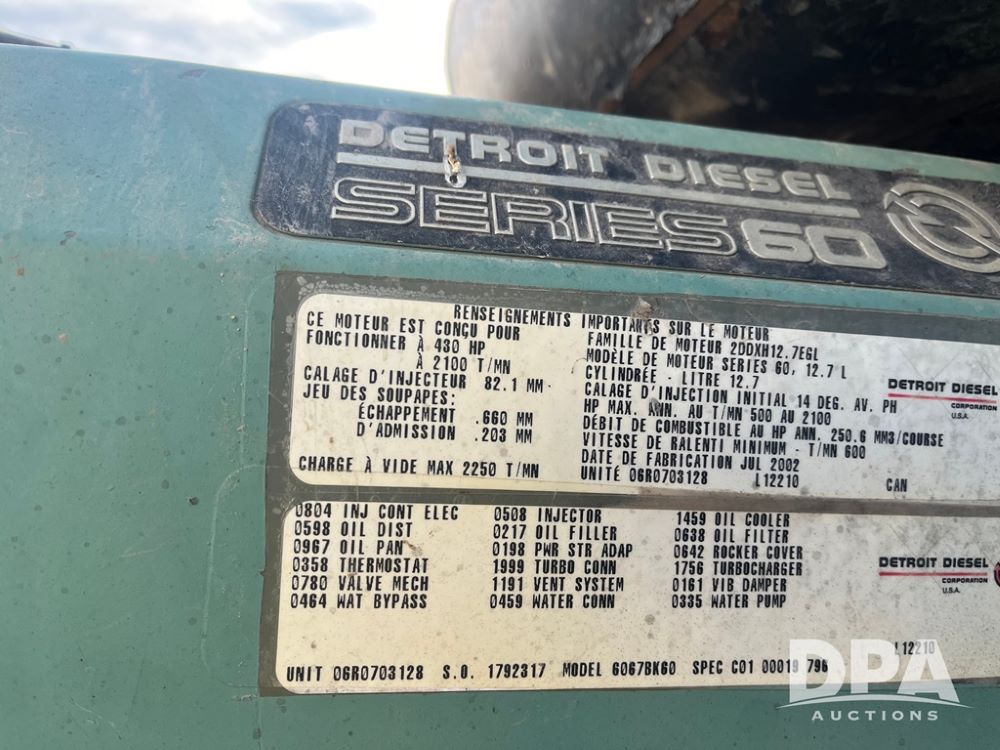 DETROIT DIESEL
SERIES 60
RENSEIGNEMENTS IMPORTANTS SUR LE MOTEUR
CE MOTEUR EST CONÇU POUR
FONCTIONNER À 430 HP
À 2100 T/MN
CALAGE D'INJECTEUR 82.1 MM
JEU DES SOUPAPES:
ÉCHAPPEMENT .660 MM
D'ADMISSION .203 MM
CHARGE À VIDE MAX 2250 T/MN
FAMILLE DE MOTEUR 2DDXH12.7EGL
MODÈLE DE MOTEUR SERIES 60, 12.7 L
CYLINDRÉE - LITRE 12.7
CALAGE D'INJECTION INITIAL 14 DEG. AV. PH
HP MAX. ANN. AU T/MN 500 AU 2100
DÉBIT DE COMBUSTIBLE AU HP ANN. 250.6 MM3/COURSE
VITESSE DE RALENTI MINIMUM - T/MN 600
DATE DE FABRICATION JUL 2002
UNITÉ 06R0703128 L12210 CAN
DETROIT DIESEL
CORPORATION
U.S.A.
0804 INJ CONT ELEC 0508 INJECTOR 1459 OIL COOLER
0598 OIL DIST 0217 OIL FILLER 0638 OIL FILTER
0967 OIL PAN 0198 PWR STR ADAP 0642 ROCKER COVER
0358 THERMOSTAT 1999 TURBO CONN 1756 TURBOCHARGER
0780 VALVE MECH 1191 VENT SYSTEM 0161 VIB DAMPER
0464 WAT BYPASS 0459 WATER CONN 0335 WATER PUMP
DETROIT DIESEL
CORPORATION
U.S.A.
L12210
UNIT 06R0703128 S.O. 1792317 MODEL 6067BK60 SPEC C01 00019 796
DPA
AUCTIONS